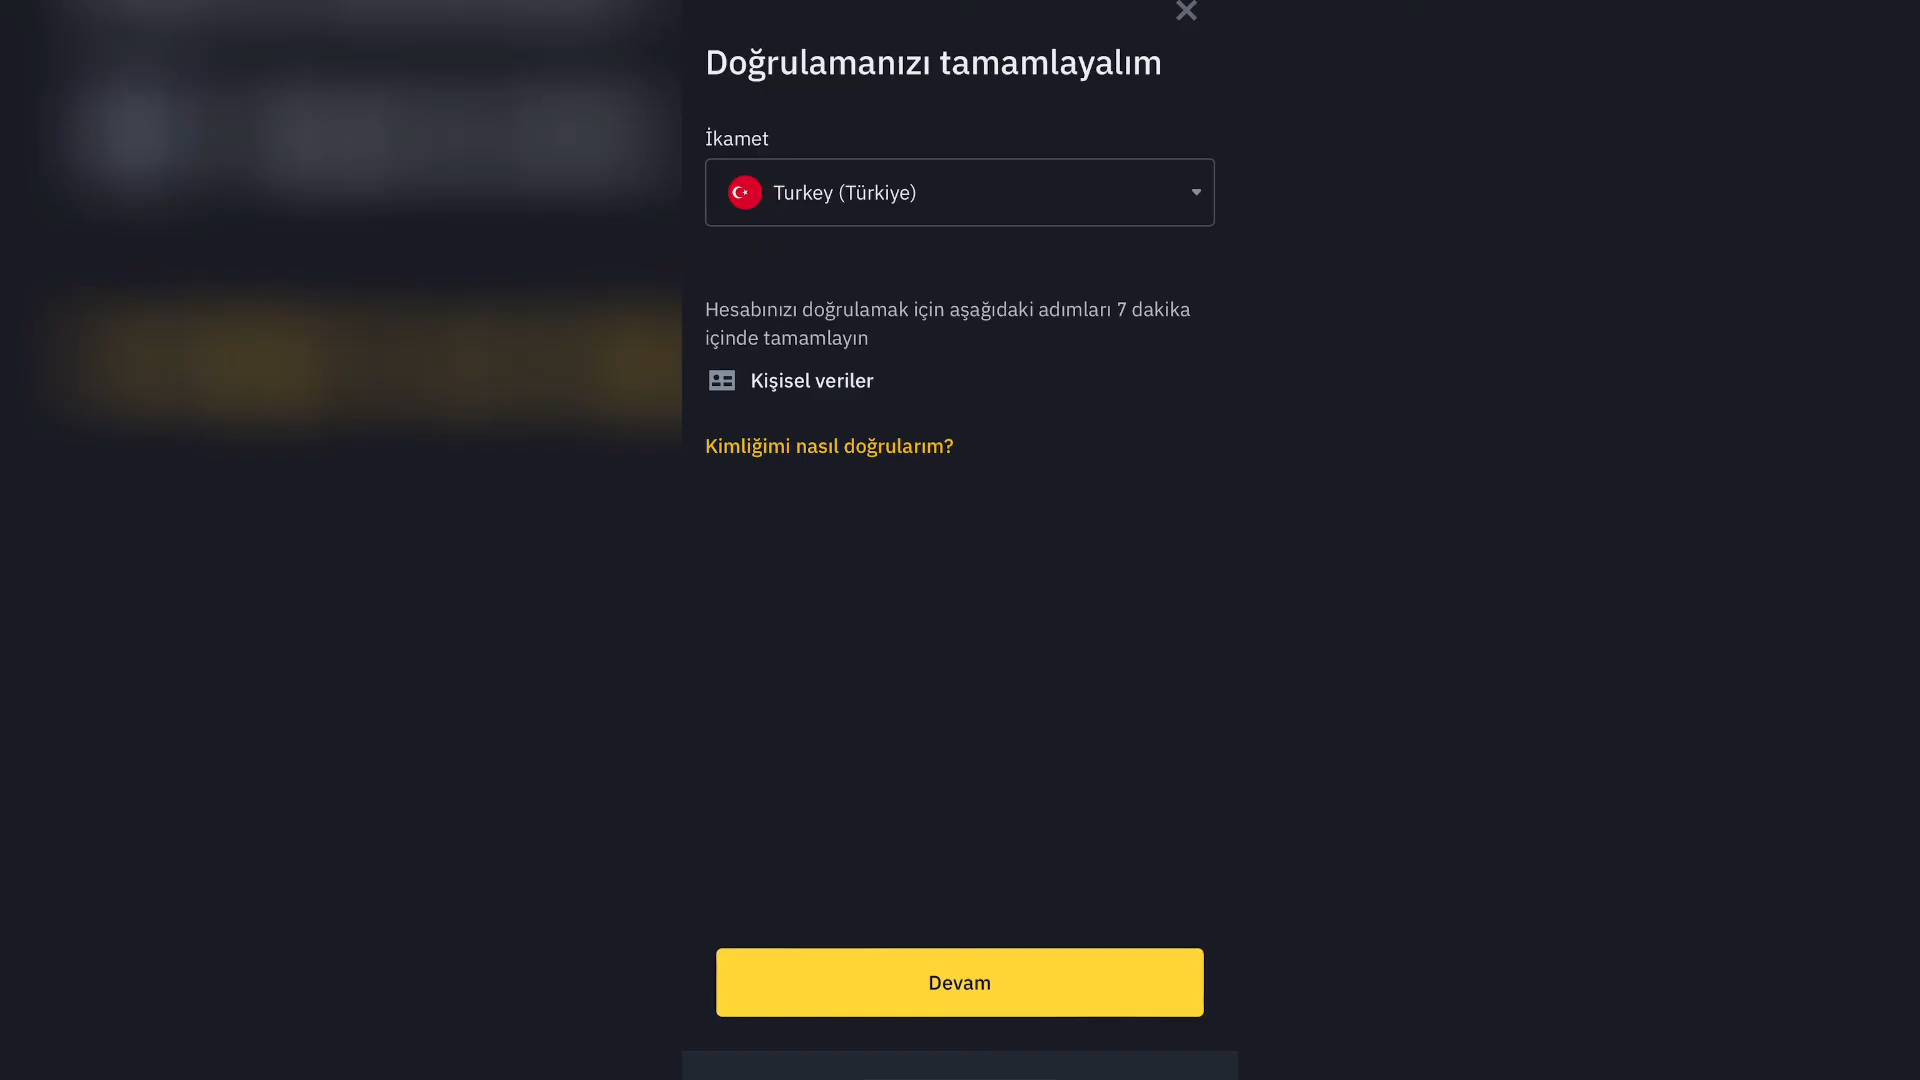 Doğrulamanızı tamamlayalım
İkamet
Turkey (Türkiye)
Hesabınızı doğrulamak için aşağıdaki adımları 7 dakika
içinde tamamlayın
Kişisel veriler
Kimliğimi nasıl doğrularım?
Devam